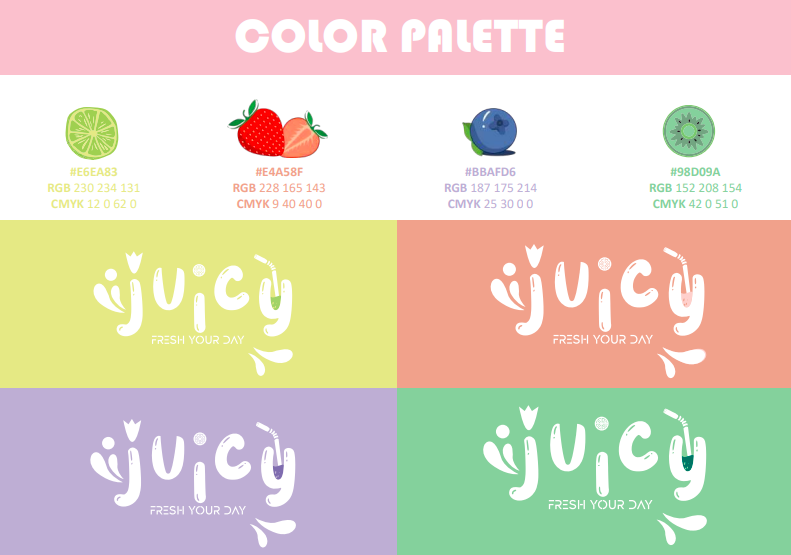 COLOR PALETTE
#E6EA83
RGB 230 234 131
CMYK 12 0 62 0
#E4A58F
RGB 228 165 143
CMYK 9 40 40 0
#BBAFD6
RGB 187 175 214
CMYK 25 30 0 0
#98D09A
RGB 152 208 154
CMYK 42 0 51 0
juicy
FRESH YOUR DAY
juicy
FRESH YOUR DAY
juicy
FRESH YOUR DAY
juicy
FRESH YOUR DAY